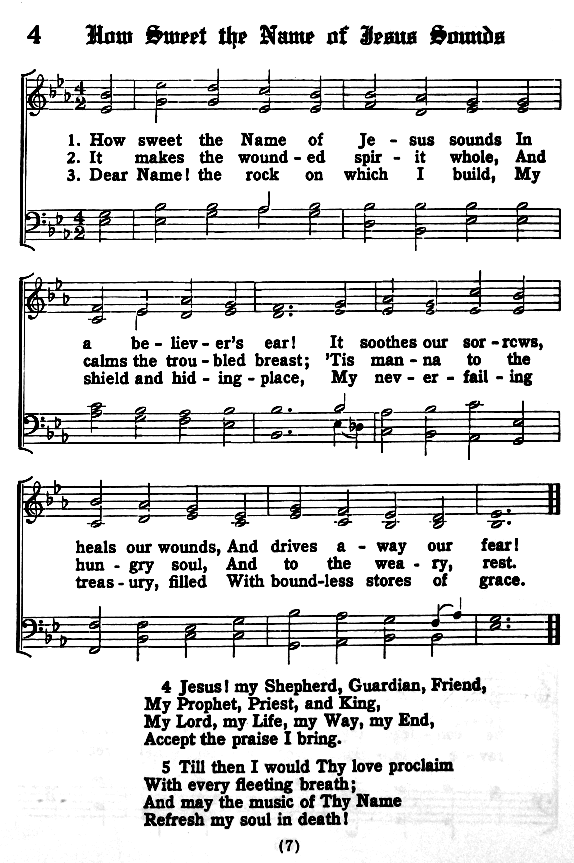 4 How Sweet the Name of Jesus Sounds
4 2
1. How sweet the Name of Je - sus sounds In
2. It makes the wound - ed spir - it whole, And
3. Dear Name! the rock on which I build, My
4 2
a be - liev - er's ear! It soothes our sor - rows,
calms the trou - bled breast; 'Tis man - na to the
shield and hid - ing - place, My nev - er - fail - ing
heals our wounds, And drives a - way our fear!
hun - gry soul, And to the wea - ry, rest.
treas - ury, filled With bound-less stores of grace.
4 Jesus! my Shepherd, Guardian, Friend,
My Prophet, Priest, and King,
My Lord, my Life, my Way, my End,
Accept the praise I bring.
5 Till then I would Thy love proclaim
With every fleeting breath;
And may the music of Thy Name
Refresh my soul in death!
(7)